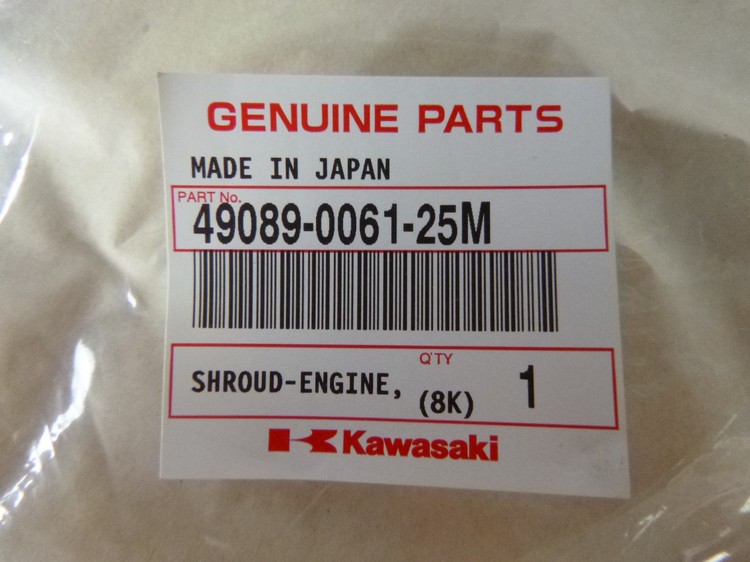 GENUINE PARTS
MADE IN JAPAN
PART No.
49089-0061-25M
Q'TY
SHROUD-ENGINE, (8K) 1
Kawasaki